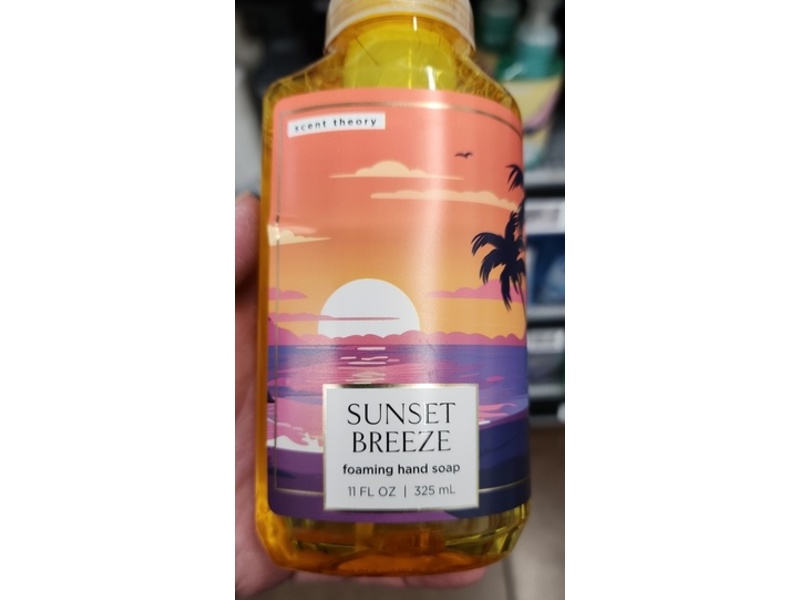 scent theory
SUNSET
BREEZE
foaming hand soap
11 FL OZ | 325 mL